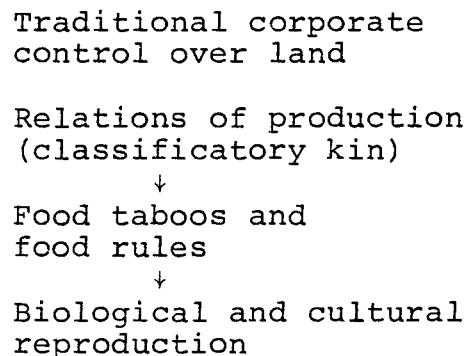 Traditional corporate
control over land
Relations of production
(classificatory kin)
↓
Food taboos and
food rules
↓
Biological and cultural
reproduction